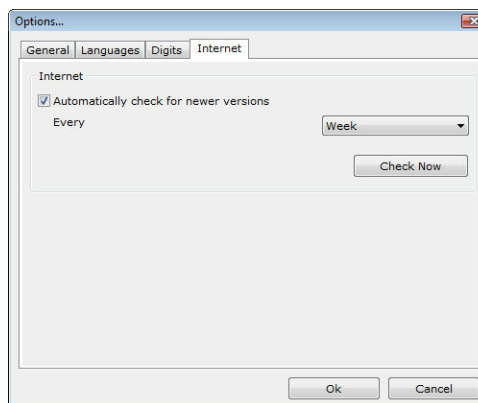 Options...
General Languages Digits Internet
Internet
Automatically check for newer versions
Every Week
Check Now
Ok Cancel